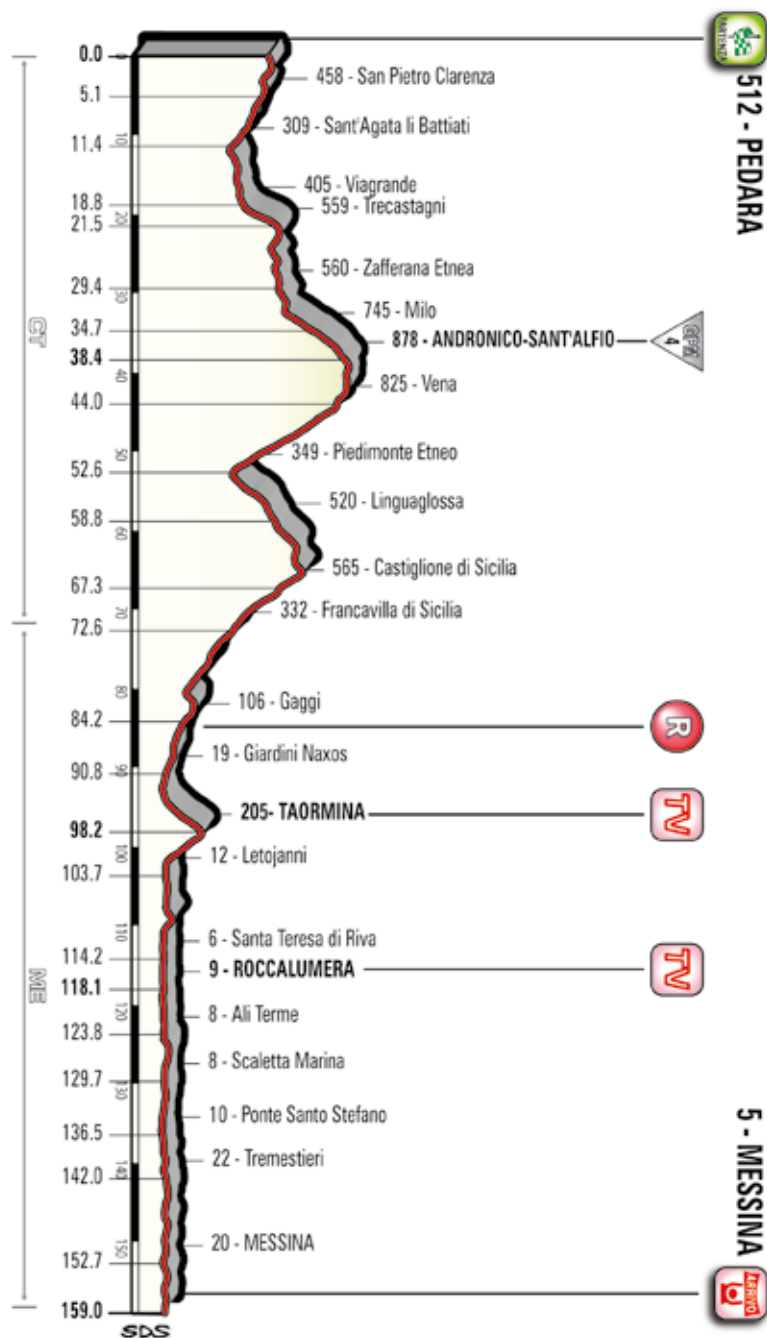 PARTENZA
512 - PEDARA
0.0
0
458 - San Pietro Clarenza
5.1
309 - Sant'Agata li Battiati
10
11.4
405 - Viagrande
18.8
559 - Trecastagni
20
21.5
560 - Zafferana Etnea
29.4
30
745 - Milo
34.7
878 - ANDRONICO-SANT'ALFIO
GPM
4
CT
38.4
40
825 - Vena
44.0
50
349 - Piedimonte Etneo
52.6
520 - Linguaglossa
58.8
60
565 - Castiglione di Sicilia
67.3
70
332 - Francavilla di Sicilia
72.6
80
106 - Gaggi
84.2
R
19 - Giardini Naxos
90.8
90
205- TAORMINA
TV
98.2
100
12 - Letojanni
103.7
110
6 - Santa Teresa di Riva
114.2
9 - ROCCALUMERA
TV
118.1
ME
120
8 - Ali Terme
123.8
8 - Scaletta Marina
129.7
130
10 - Ponte Santo Stefano
136.5
140
22 - Tremestieri
142.0
5 - MESSINA
20 - MESSINA
150
152.7
ARRIVO
159.0
SDS